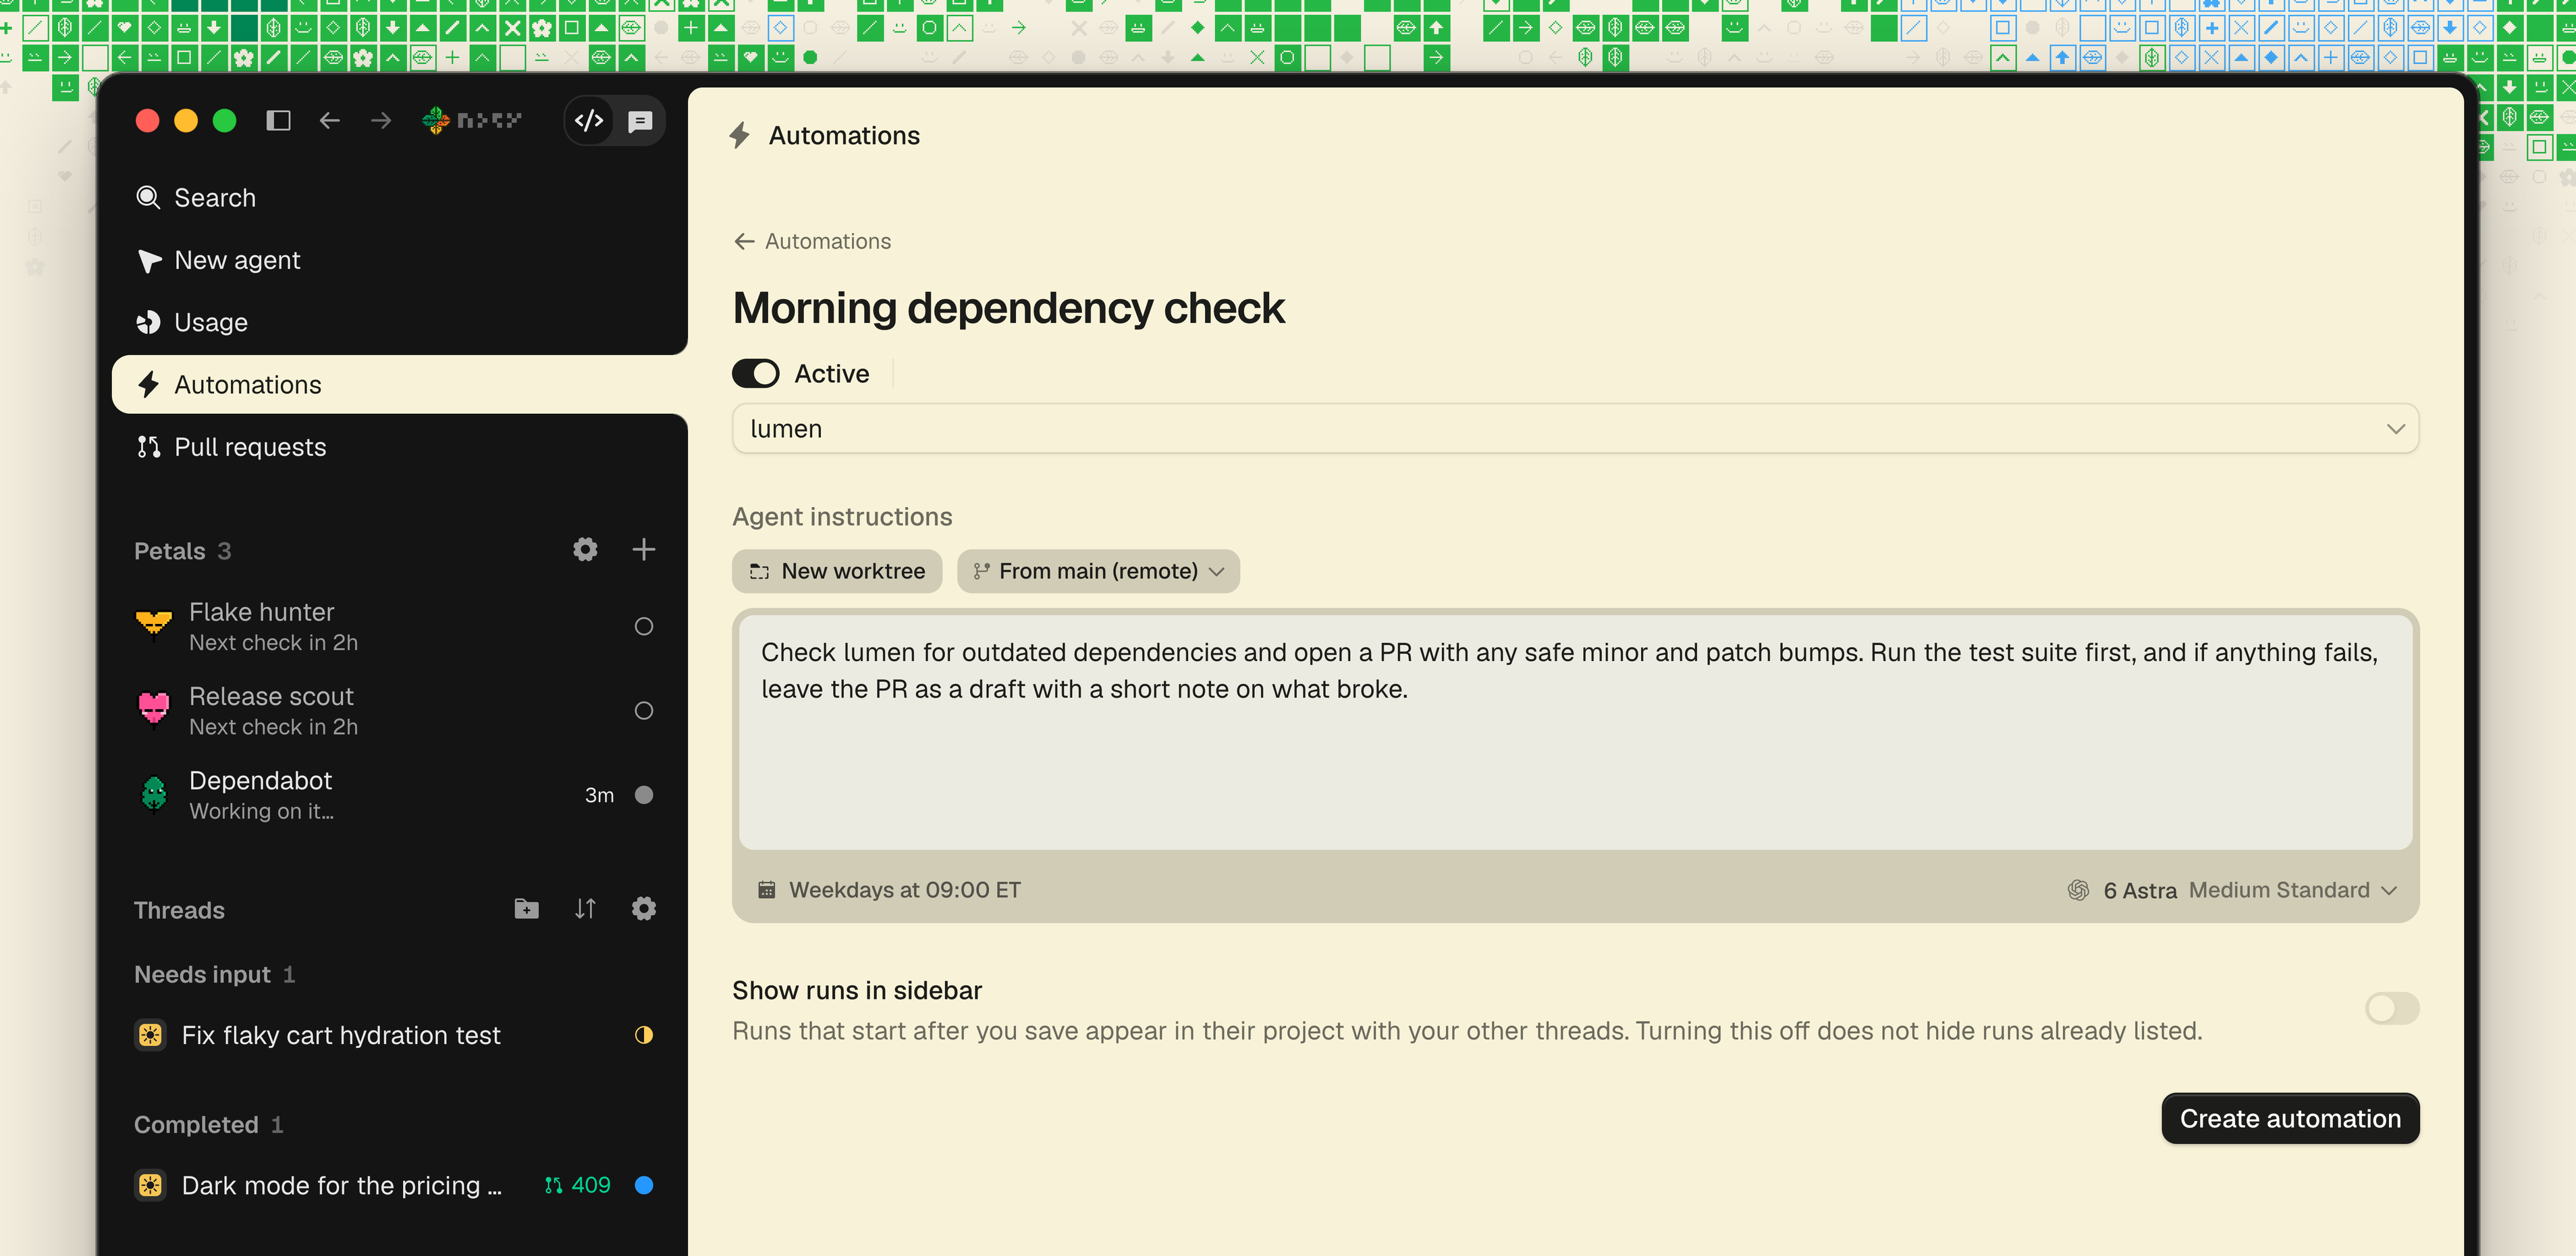 Search
New agent
Usage
Automations
Pull requests
Petals 3
Flake hunter
Next check in 2h
Release scout
Next check in 2h
Dependabot
Working on it…
3m
Threads
Needs input 1
Fix flaky cart hydration test
Completed 1
Dark mode for the pricing …
409
Automations
Automations
Morning dependency check
Active
lumen
Agent instructions
New worktree
From main (remote)
Check lumen for outdated dependencies and open a PR with any safe minor and patch bumps. Run the test suite first, and if anything fails,
leave the PR as a draft with a short note on what broke.
Weekdays at 09:00 ET
6 Astra Medium Standard
Show runs in sidebar
Runs that start after you save appear in their project with your other threads. Turning this off does not hide runs already listed.
Create automation